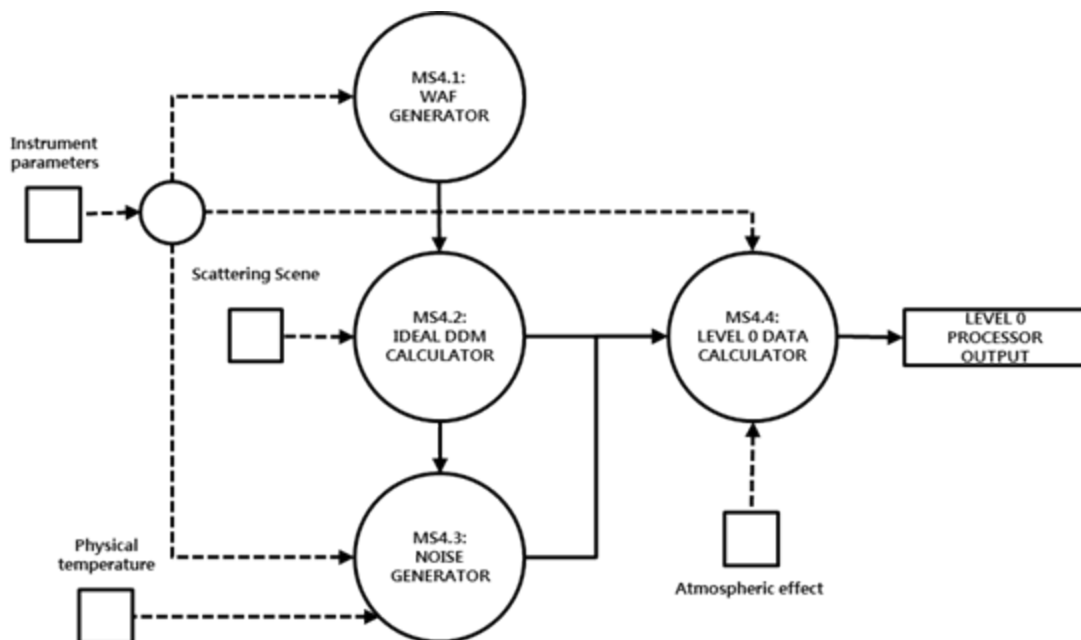 MS4.1:
WAF
GENERATOR
Instrument
parameters
Scattering Scene
MS4.2:
IDEAL DDM
CALCULATOR
MS4.4:
LEVEL 0 DATA
CALCULATOR
LEVEL 0
PROCESSOR
OUTPUT
MS4.3:
NOISE
GENERATOR
Physical
temperature
Atmospheric effect